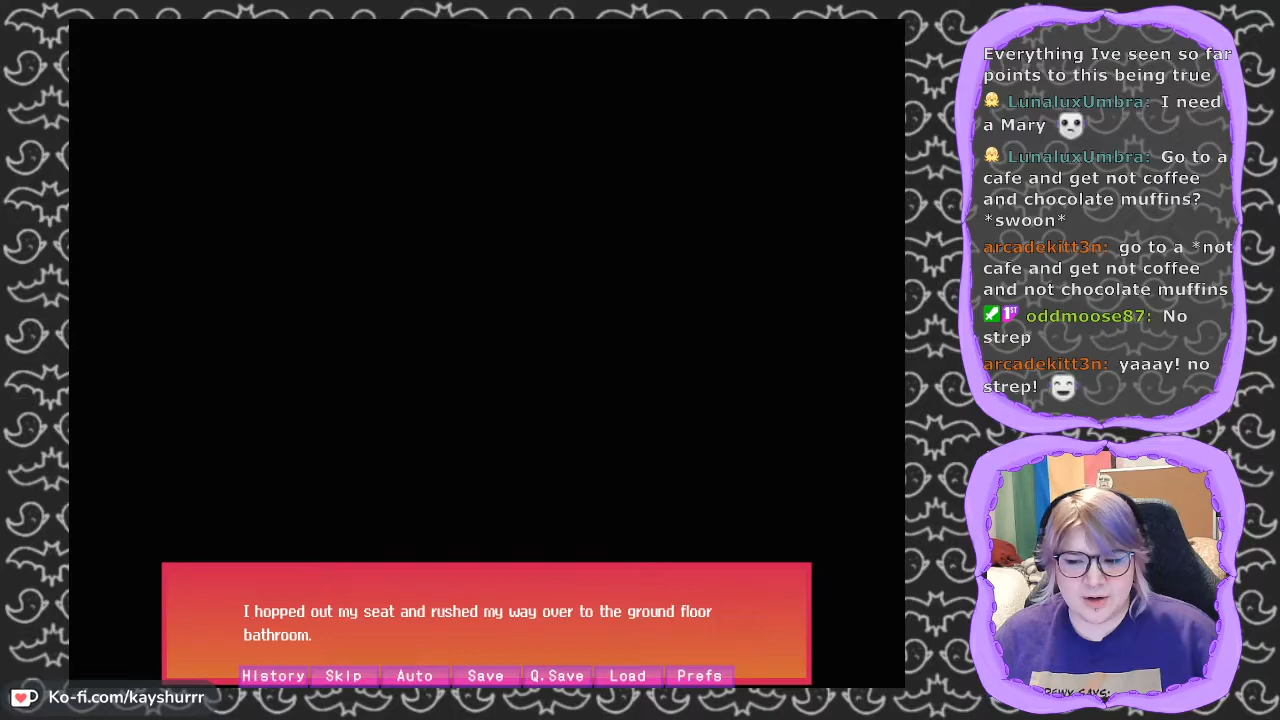 Everything Ive seen so far
points to this being true
LunaluxUmbra: I need
a Mary
LunaluxUmbra: Go to a
cafe and get not coffee
and chocolate muffins?
*swoon*
arcadekitt3n: go to a *not
cafe and get not coffee
and not chocolate muffins
1ST oddmoose87: No
strep
arcadekitt3n: yaaay! no
strep!
I hopped out my seat and rushed my way over to the ground floor
bathroom.
History Skip Auto Save Q.Save Load Prefs
Ko-fi.com/kayshurrr